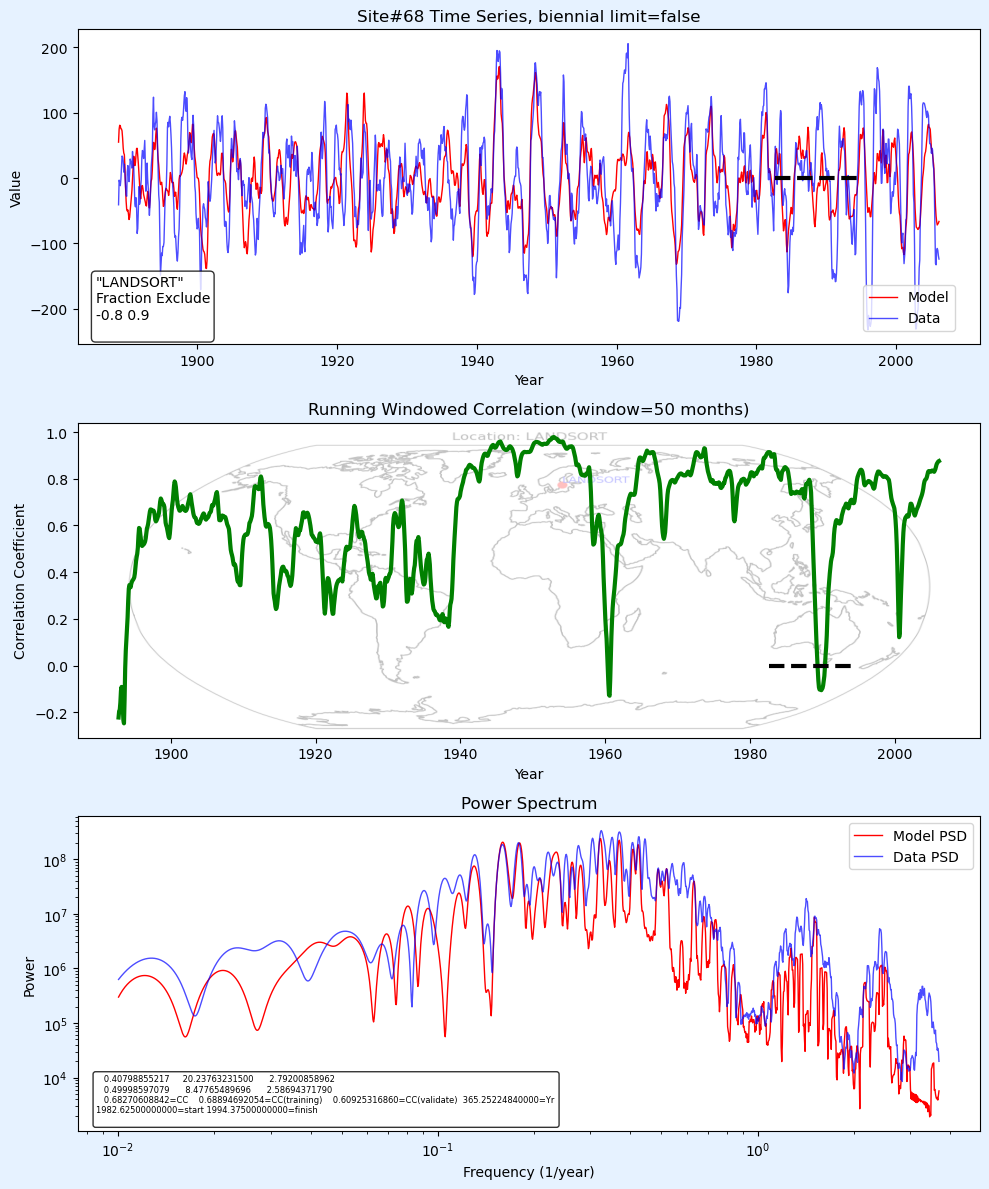 Site#68 Time Series, biennial limit=false
Value
200
100
0
−100
−200
"LANDSORT"
Fraction Exclude
-0.8 0.9
Model
Data
1900 1920 1940 1960 1980 2000
Year
Running Windowed Correlation (window=50 months)
Correlation Coefficient
1.0
0.8
0.6
0.4
0.2
0.0
−0.2
Location: LANDSORT
LANDSORT
1900 1920 1940 1960 1980 2000
Year
Power Spectrum
Power
10^8
10^7
10^6
10^5
10^4
Model PSD
Data PSD
0.40798855217 20.23763231500 2.79200858962
0.49998597079 8.47765489696 2.58694371790
0.68270608842=CC 0.68894692054=CC(training) 0.60925316860=CC(validate) 365.25224840000=Yr
1982.62500000000=start 1994.37500000000=finish
10^−2 10^−1 10^0
Frequency (1/year)